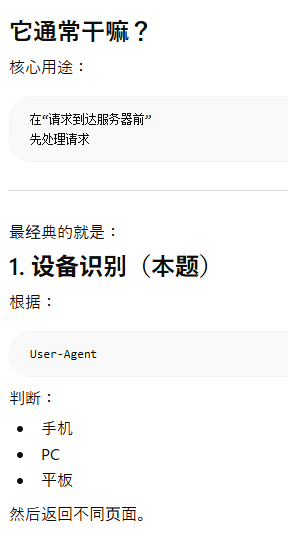 它通常干嘛？
核心用途：
在“请求到达服务器前”
先处理请求
最经典的就是：
1. 设备识别（本题）
根据：
User-Agent
判断：
手机
PC
平板
然后返回不同页面。